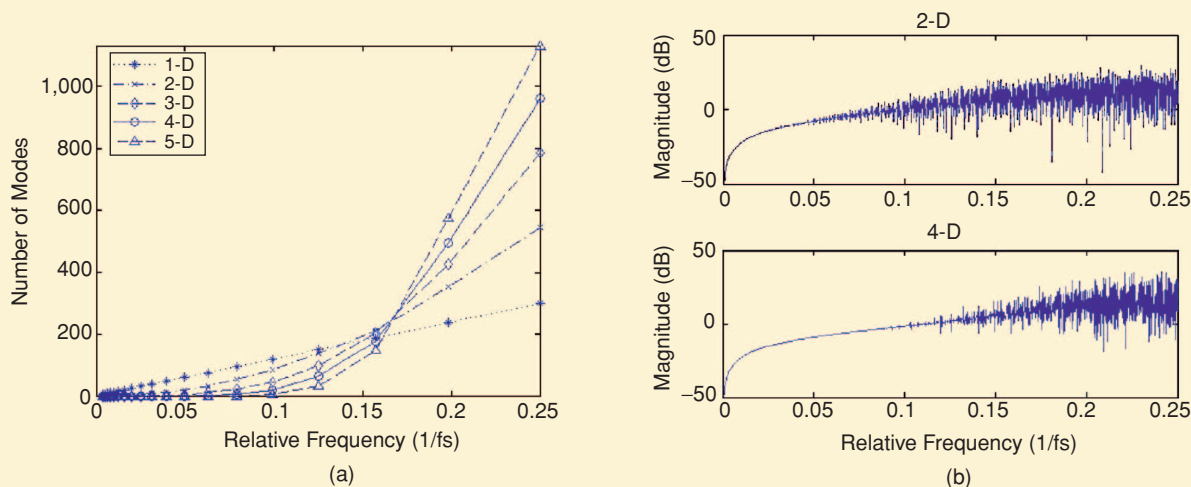 1-D
2-D
3-D
4-D
5-D
1,000
800
600
400
200
0
0.05
0.1
0.15
0.2
0.25
Number of Modes
Relative Frequency (1/fs)
(a)
2-D
50
0
−50
0
0.05
0.1
0.15
0.2
0.25
Magnitude (dB)
4-D
50
0
−50
0
0.05
0.1
0.15
0.2
0.25
Magnitude (dB)
Relative Frequency (1/fs)
(b)